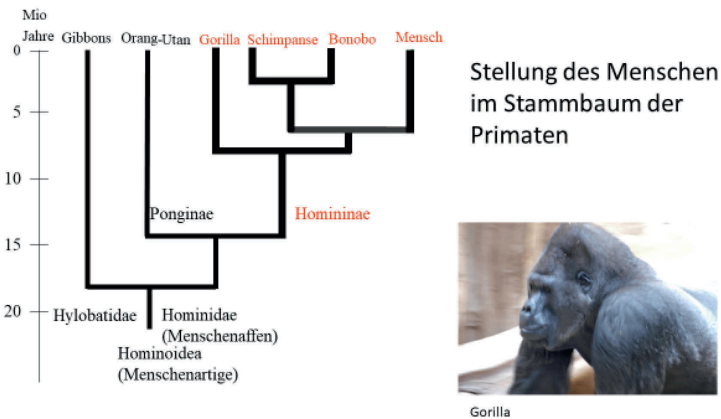 Mio
Jahre Gibbons Orang-Utan Gorilla Schimpanse Bonobo Mensch
0
5
10
15
20
Ponginae Homininae
Hylobatidae Hominidae
(Menschenaffen)
Hominoidea
(Menschenartige)
Stellung des Menschen
im Stammbaum der
Primaten
Gorilla